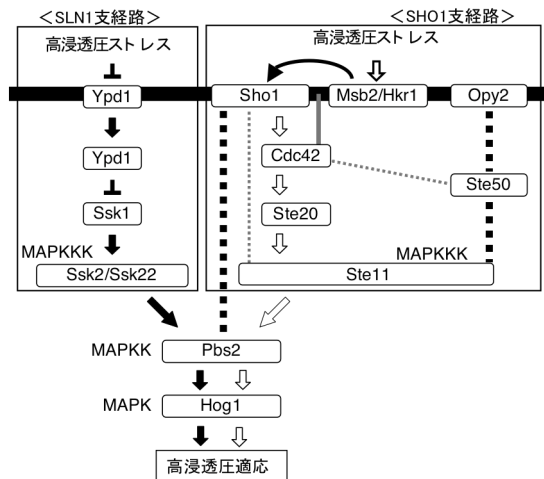 ＜SLN1支経路＞
高浸透圧ストレス
Ypd1
Ypd1
Ssk1
MAPKKK
Ssk2/Ssk22
＜SHO1支経路＞
高浸透圧ストレス
Sho1
Msb2/Hkr1
Opy2
Cdc42
Ste50
Ste20
MAPKKK
Ste11
MAPKK
Pbs2
MAPK
Hog1
高浸透圧適応